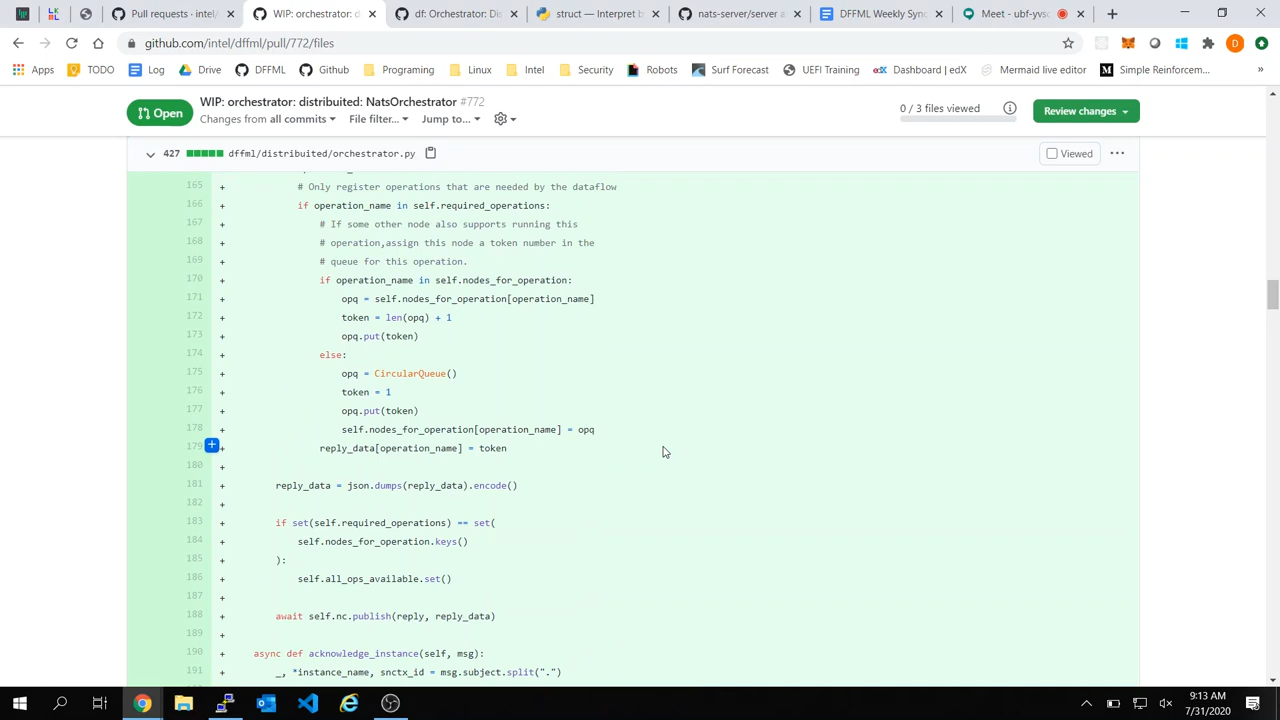 Pull requests · intel/
WIP: orchestrator: d
df: Orchestrator: Dis
struct — Interpret b
nats-server/server a
DFFML Weekly Sync
Meet - ubf-yvs
github.com/intel/dffml/pull/772/files
Apps
TODO
Log
Drive
DFFML
Github
Programing
Linux
Intel
Security
Robots
Surf Forecast
UEFI Training
Dashboard | edX
Mermaid live editor
Simple Reinforcem...
»
Open
WIP: orchestrator: distribuited: NatsOrchestrator #772
Changes from all commits
File filter...
Jump to...
0 / 3 files viewed
Review changes
427 dffml/distribuited/orchestrator.py
Viewed
165 + # Only register operations that are needed by the dataflow
166 + if operation_name in self.required_operations:
167 + # If some other node also supports running this
168 + # operation,assign this node a token number in the
169 + # queue for this operation.
170 + if operation_name in self.nodes_for_operation:
171 + opq = self.nodes_for_operation[operation_name]
172 + token = len(opq) + 1
173 + opq.put(token)
174 + else:
175 + opq = CircularQueue()
176 + token = 1
177 + opq.put(token)
178 + self.nodes_for_operation[operation_name] = opq
179 + reply_data[operation_name] = token
180 +
181 + reply_data = json.dumps(reply_data).encode()
182 +
183 + if set(self.required_operations) == set(
184 + self.nodes_for_operation.keys()
185 + ):
186 + self.all_ops_available.set()
187 +
188 + await self.nc.publish(reply, reply_data)
189 +
190 + async def acknowledge_instance(self, msg):
191 + _, *instance_name, snctx_id = msg.subject.split(".")
9:13 AM
7/31/2020